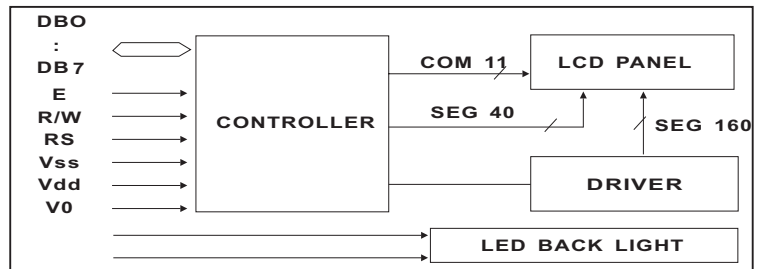 DBO
:
DB7
E
R/W
RS
Vss
Vdd
V0
CONTROLLER
COM 11
SEG 40
LCD PANEL
SEG 160
DRIVER
LED BACK LIGHT